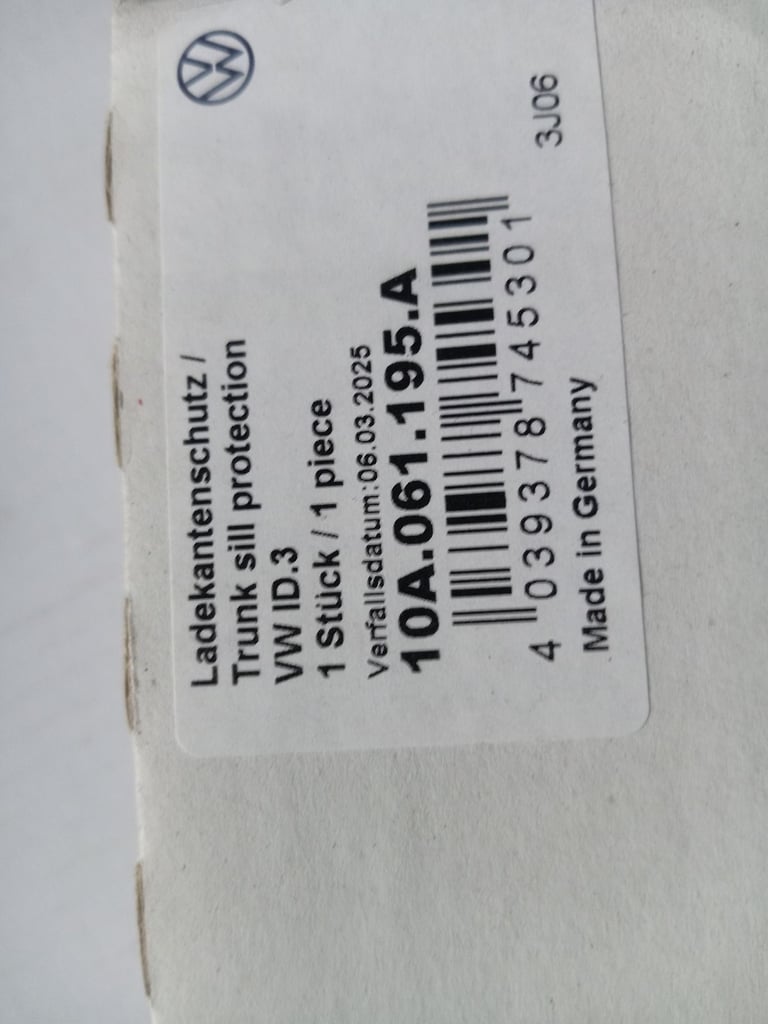 Ladekantenschutz /
Trunk sill protection
VW ID.3
1 Stück / 1 piece
Verfallsdatum:06.03.2025
10A.061.195.A
4 039378 745301
Made in Germany
3J06